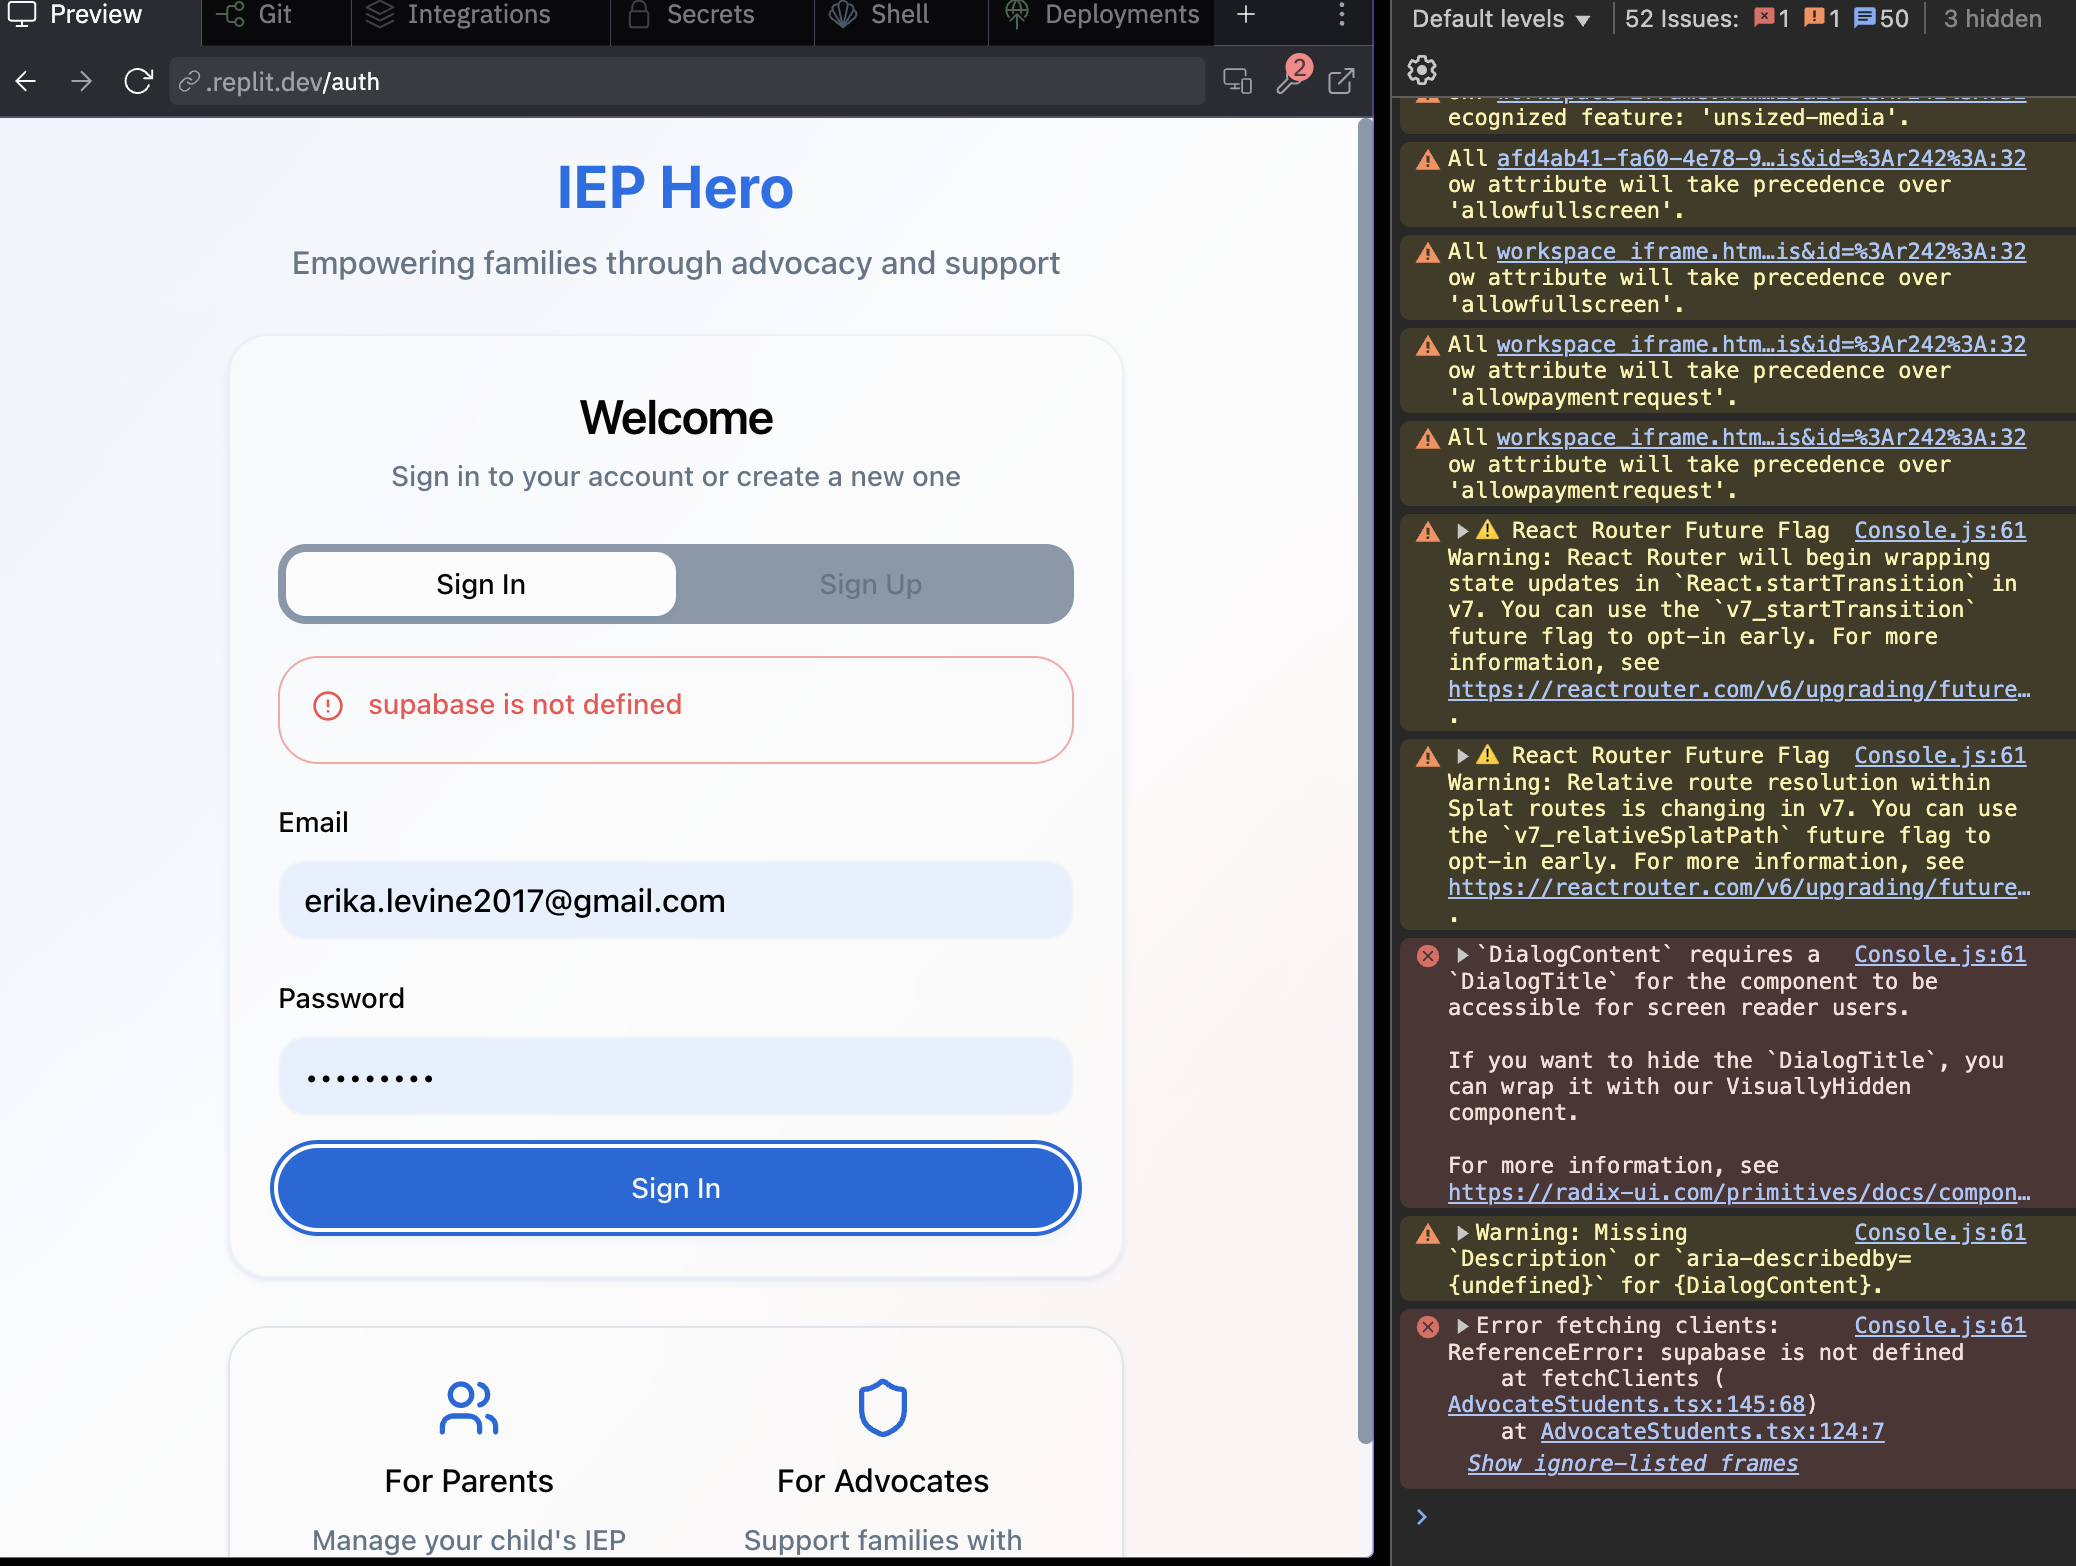 Preview
Git
Integrations
Secrets
Shell
Deployments
.replit.dev/auth
2
IEP Hero
Empowering families through advocacy and support
Welcome
Sign in to your account or create a new one
Sign In
Sign Up
supabase is not defined
Email
erika.levine2017@gmail.com
Password
•••••••••
Sign In
For Parents
For Advocates
Manage your child's IEP
Support families with
Default levels ▼
52 Issues:
1
1
50
3 hidden
ecognized feature: 'unsized-media'.
All afd4ab41-fa60-4e78-9…is&id=%3Ar242%3A:32
ow attribute will take precedence over
'allowfullscreen'.
All workspace_iframe.htm…is&id=%3Ar242%3A:32
ow attribute will take precedence over
'allowfullscreen'.
All workspace_iframe.htm…is&id=%3Ar242%3A:32
ow attribute will take precedence over
'allowpaymentrequest'.
All workspace_iframe.htm…is&id=%3Ar242%3A:32
ow attribute will take precedence over
'allowpaymentrequest'.
▶⚠️ React Router Future Flag Console.js:61
Warning: React Router will begin wrapping
state updates in `React.startTransition` in
v7. You can use the `v7_startTransition`
future flag to opt-in early. For more
information, see
https://reactrouter.com/v6/upgrading/future…
.
▶⚠️ React Router Future Flag Console.js:61
Warning: Relative route resolution within
Splat routes is changing in v7. You can use
the `v7_relativeSplatPath` future flag to
opt-in early. For more information, see
https://reactrouter.com/v6/upgrading/future…
.
▶`DialogContent` requires a Console.js:61
`DialogTitle` for the component to be
accessible for screen reader users.
If you want to hide the `DialogTitle`, you
can wrap it with our VisuallyHidden
component.
For more information, see
https://radix-ui.com/primitives/docs/compon…
▶Warning: Missing Console.js:61
`Description` or `aria-describedby=
{undefined}` for {DialogContent}.
▶Error fetching clients: Console.js:61
ReferenceError: supabase is not defined
at fetchClients (
AdvocateStudents.tsx:145:68)
at AdvocateStudents.tsx:124:7
Show ignore-listed frames